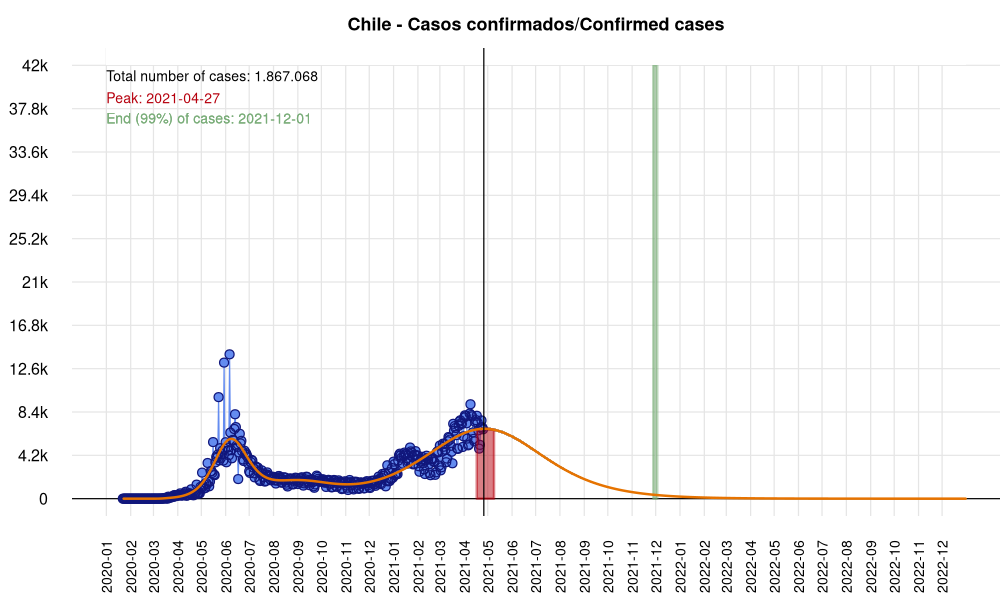 Chile - Casos confirmados/Confirmed cases
Total number of cases: 1.867.068
Peak: 2021-04-27
End (99%) of cases: 2021-12-01
42k
37.8k
33.6k
29.4k
25.2k
21k
16.8k
12.6k
8.4k
4.2k
0
2020-01
2020-02
2020-03
2020-04
2020-05
2020-06
2020-07
2020-08
2020-09
2020-10
2020-11
2020-12
2021-01
2021-02
2021-03
2021-04
2021-05
2021-06
2021-07
2021-08
2021-09
2021-10
2021-11
2021-12
2022-01
2022-02
2022-03
2022-04
2022-05
2022-06
2022-07
2022-08
2022-09
2022-10
2022-11
2022-12